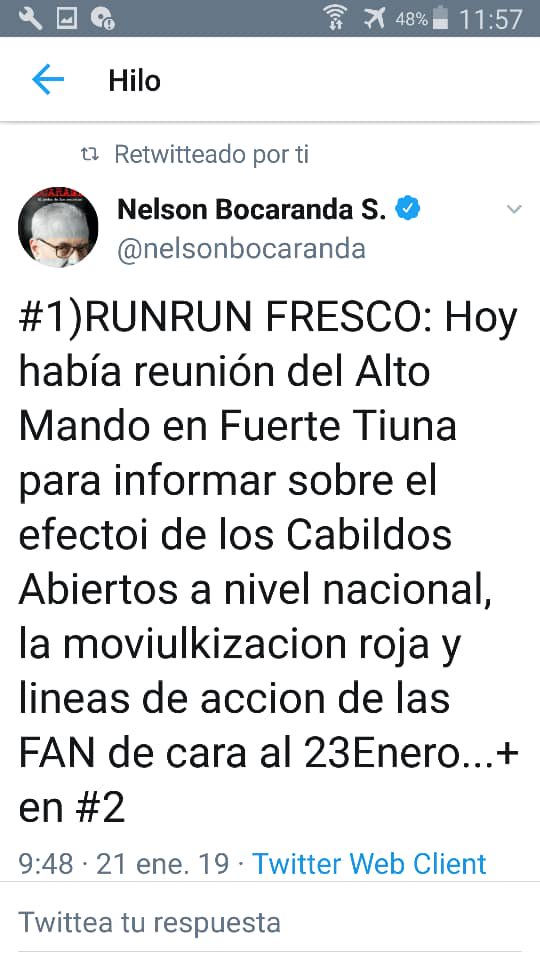 48% 11:57
Hilo
Retwitteado por ti
Nelson Bocaranda S.
@nelsonbocaranda
#1)RUNRUN FRESCO: Hoy
había reunión del Alto
Mando en Fuerte Tiuna
para informar sobre el
efectoi de los Cabildos
Abiertos a nivel nacional,
la moviulkizacion roja y
lineas de accion de las
FAN de cara al 23Enero...+
en #2
9:48 · 21 ene. 19 · Twitter Web Client
Twittea tu respuesta